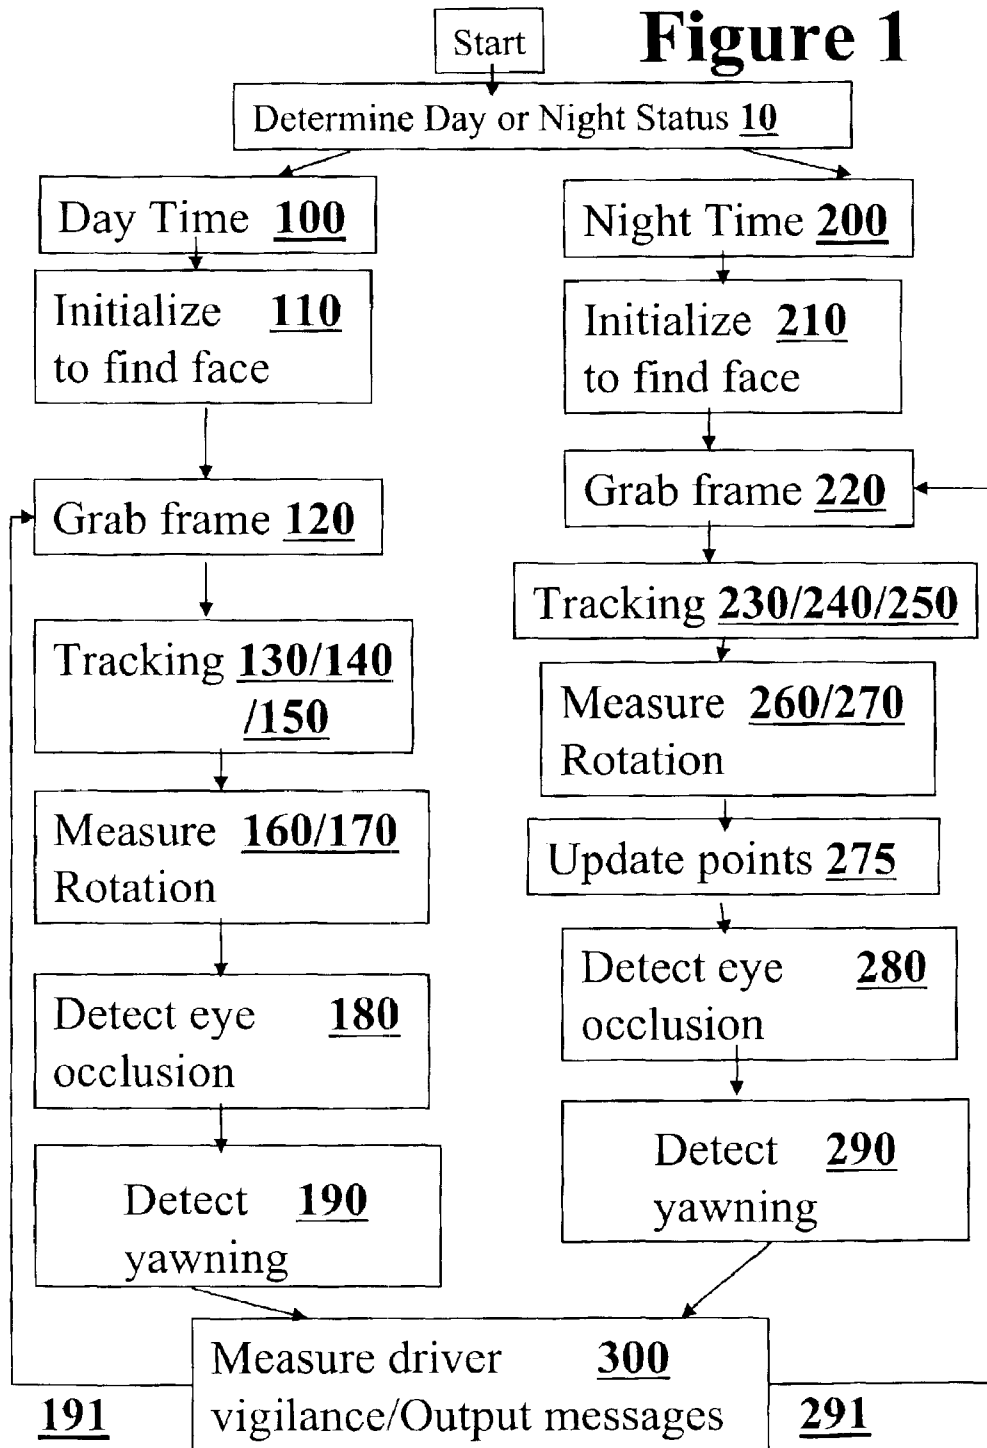 Figure 1
Start
Determine Day or Night Status 10
Day Time 100
Initialize 110
to find face
Grab frame 120
Tracking 130/140
/150
Measure 160/170
Rotation
Detect eye 180
occlusion
Detect 190
yawning
Night Time 200
Initialize 210
to find face
Grab frame 220
Tracking 230/240/250
Measure 260/270
Rotation
Update points 275
Detect eye 280
occlusion
Detect 290
yawning
Measure driver 300
vigilance/Output messages
191
291